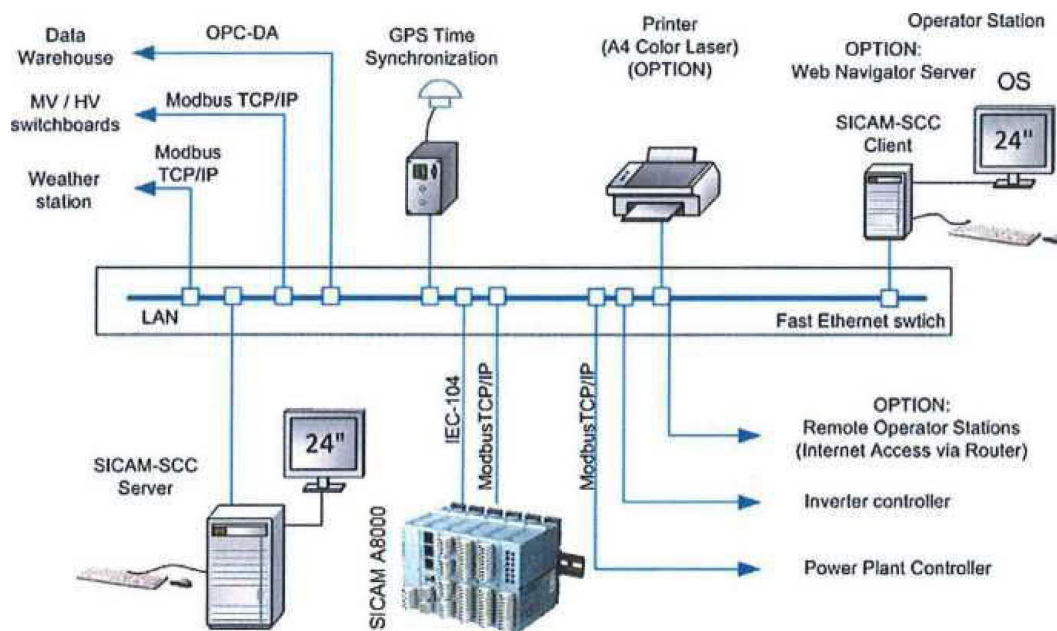 Data
Warehouse
OPC-DA
MV / HV
switchboards
Modbus TCP/IP
Weather
station
Modbus
TCP/IP
GPS Time
Synchronization
Printer
(A4 Color Laser)
(OPTION)
Operator Station
OPTION:
Web Navigator Server
OS
SICAM-SCC
Client
24"
LAN
Fast Ethernet swtich
SICAM-SCC
Server
24"
IEC-104
ModbusTCP/IP
SICAM A8000
ModbusTCP/IP
OPTION:
Remote Operator Stations
(Internet Access via Router)
Inverter controller
Power Plant Controller